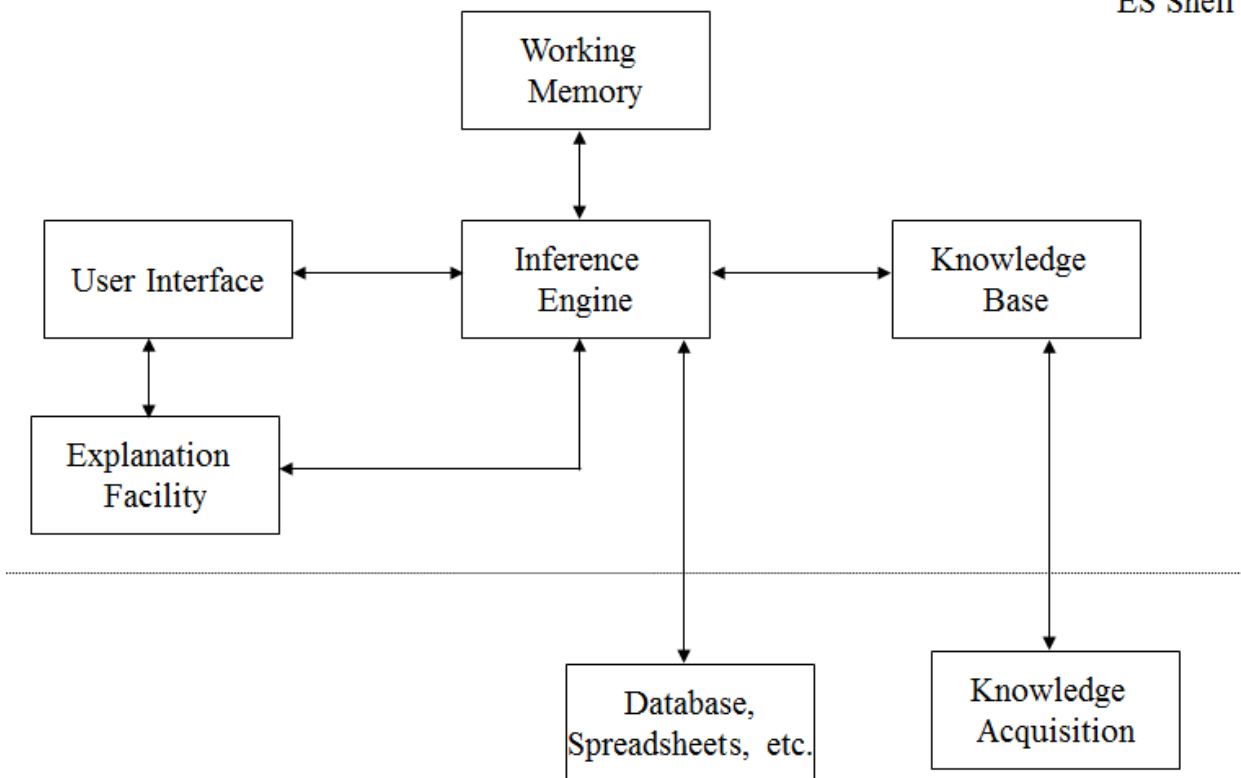 ES Shell
Working
Memory
User Interface
Inference
Engine
Knowledge
Base
Explanation
Facility
Database,
Spreadsheets, etc.
Knowledge
Acquisition